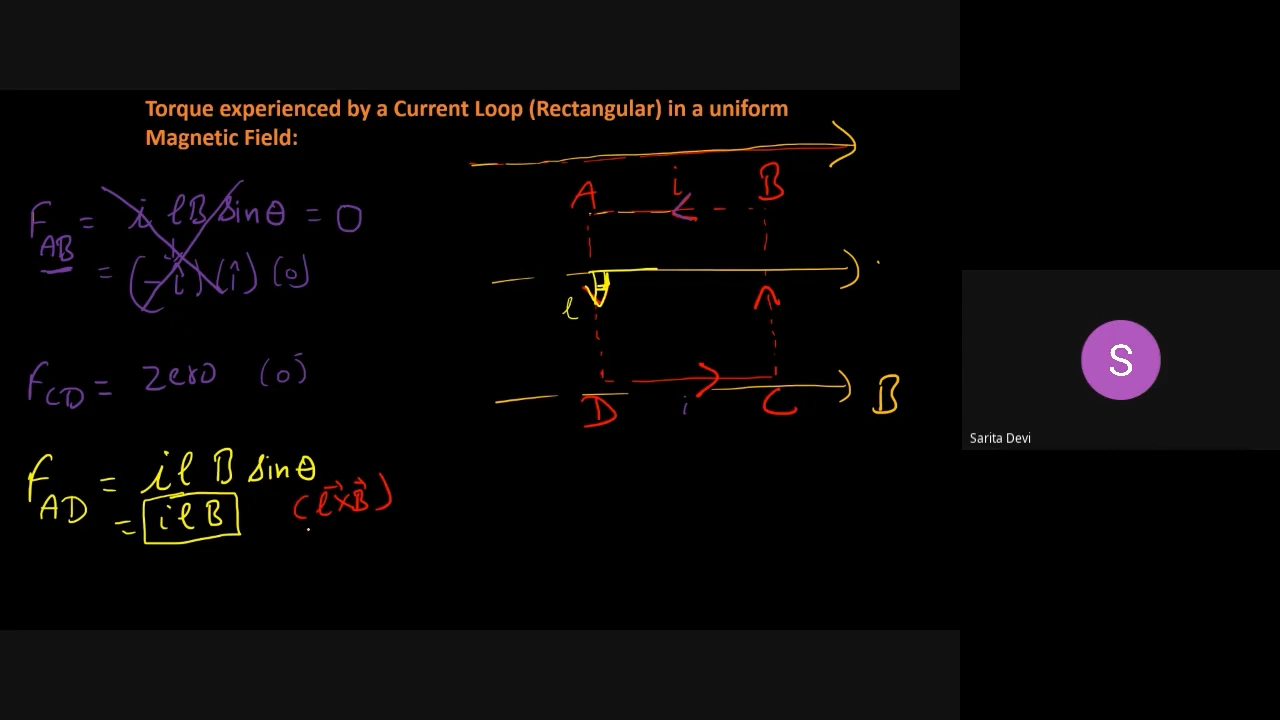 Torque experienced by a Current Loop (Rectangular) in a uniform
Magnetic Field:
F_AB = i l B sinθ = 0
= (-î) (î) (0)
F_CD = Zero (0)
F_AD = i l B sinθ
= i l B (l⃗ × B⃗)
A i B
l
D i C B
S
Sarita Devi